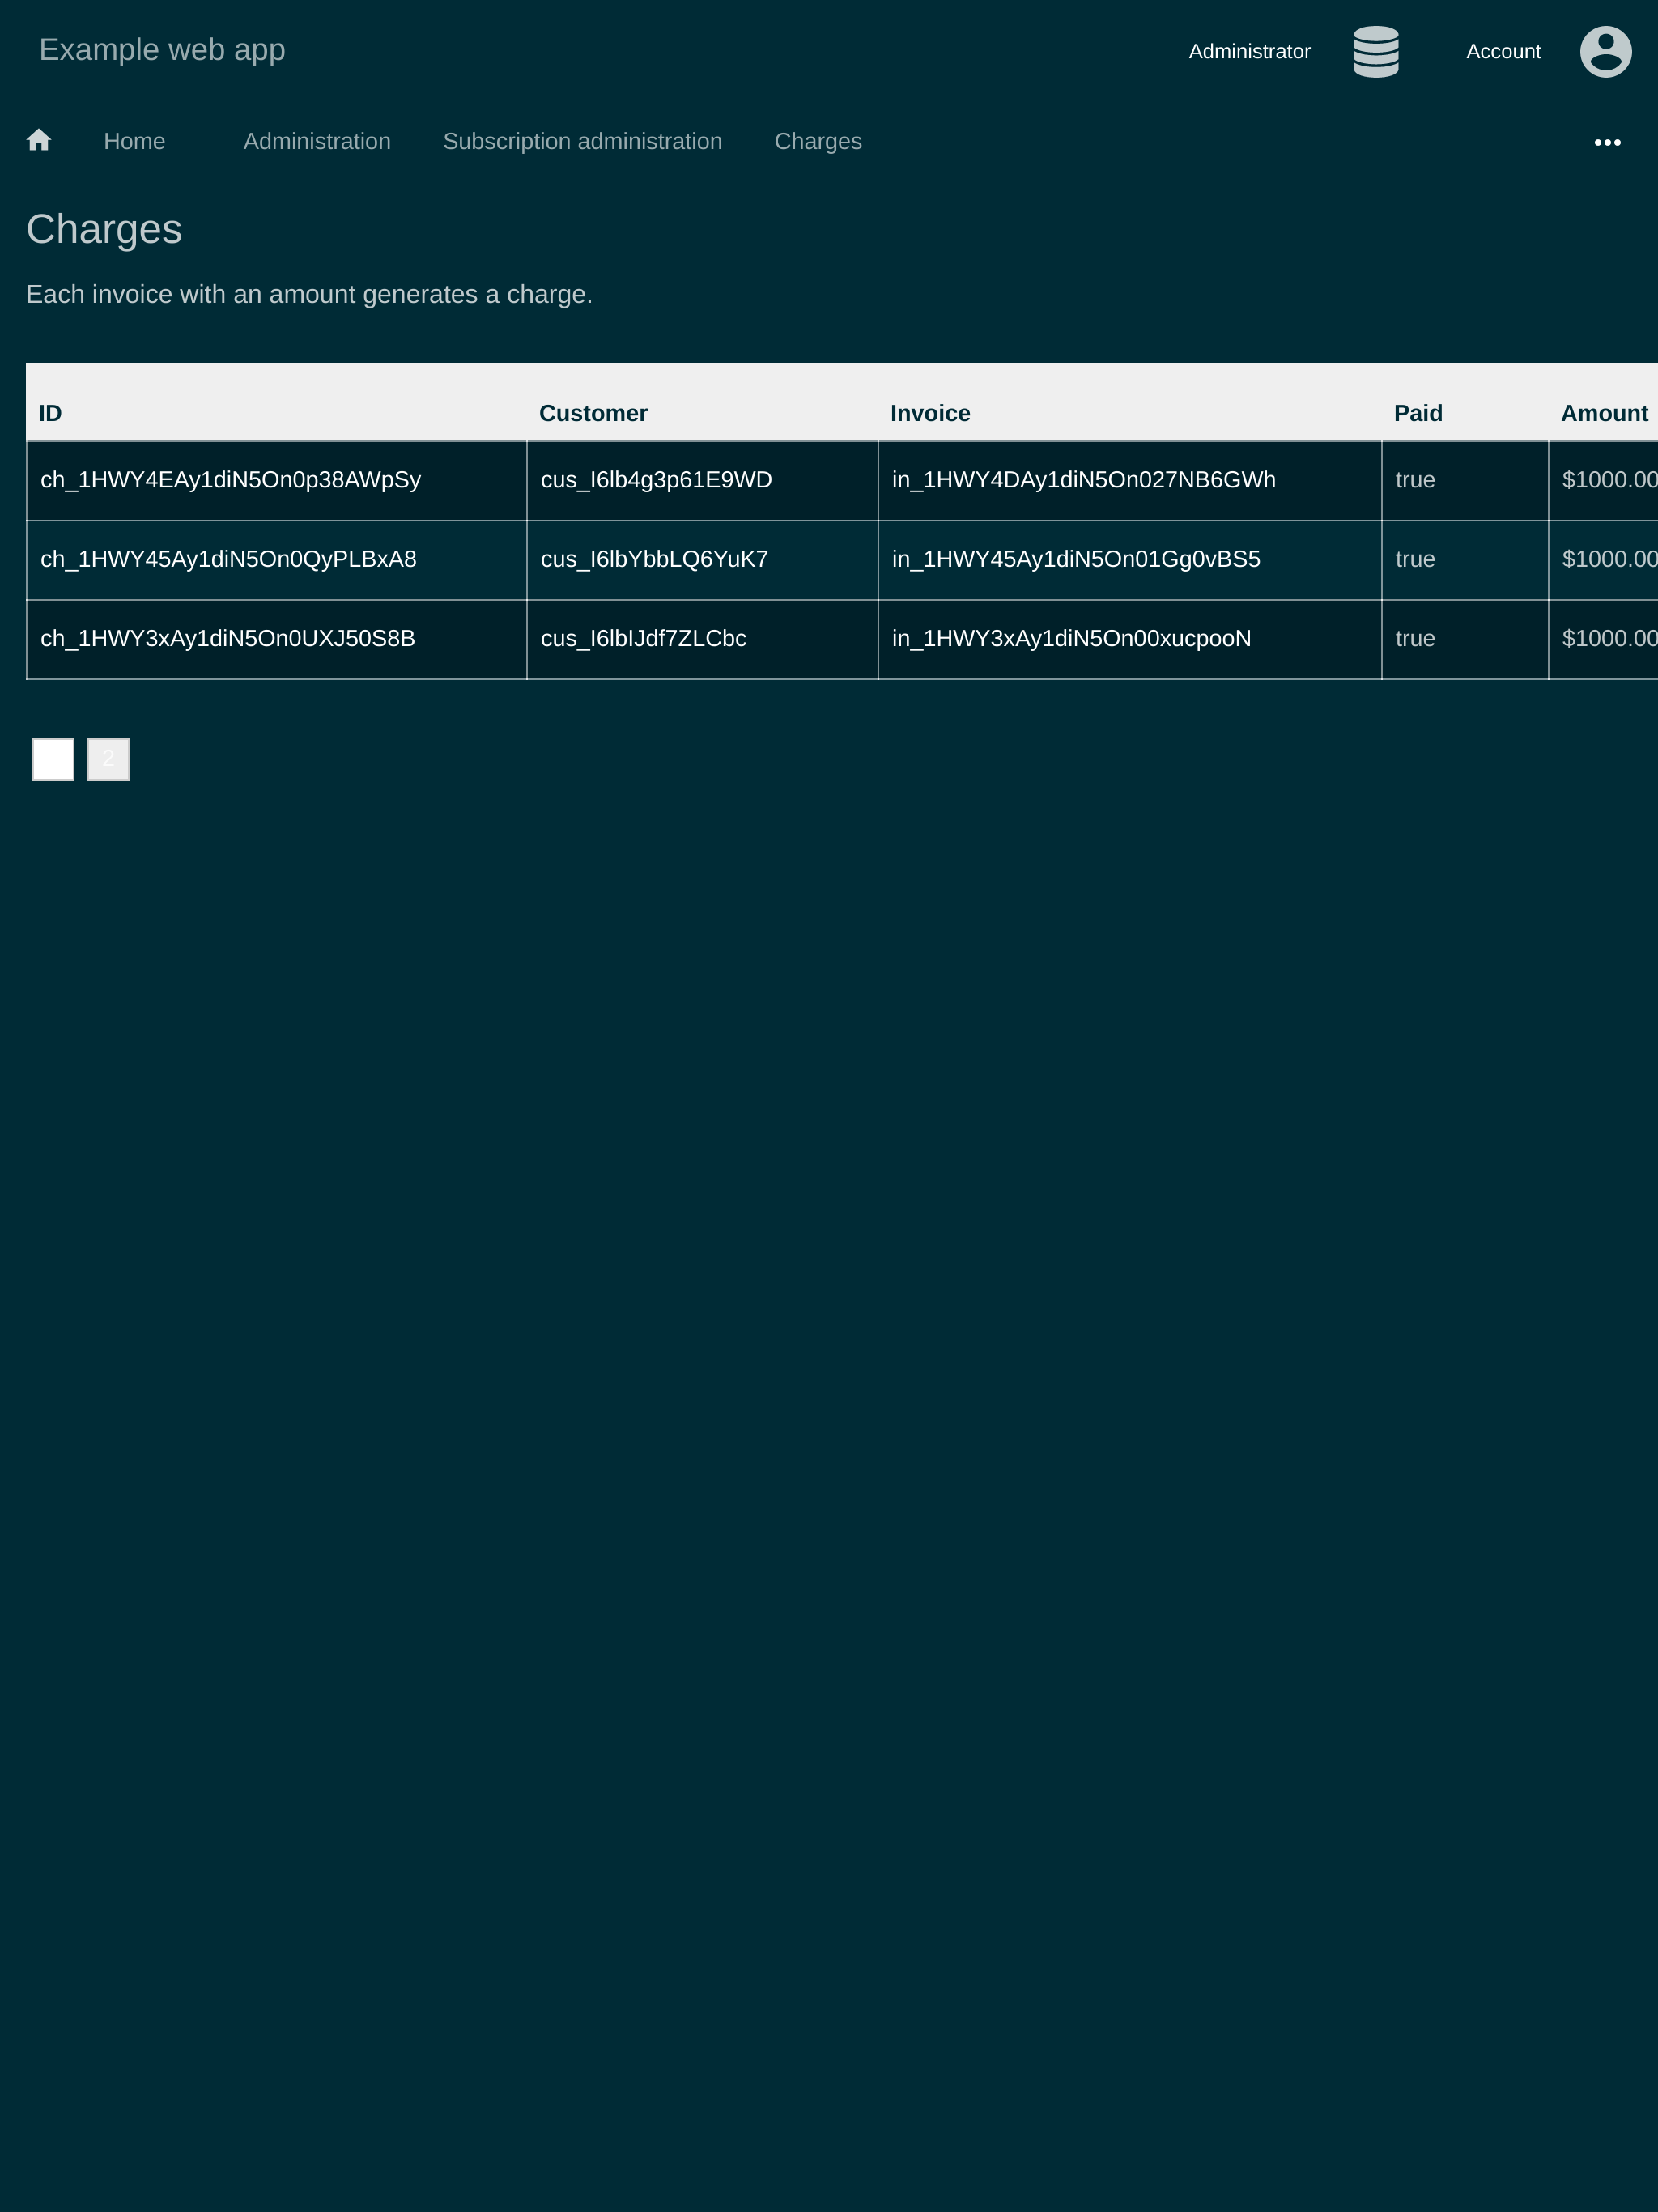 Example web app
Administrator Account
Home Administration Subscription administration Charges
Charges
Each invoice with an amount generates a charge.
ID Customer Invoice Paid Amount
ch_1HWY4EAy1diN5On0p38AWpSy cus_I6lb4g3p61E9WD in_1HWY4DAy1diN5On027NB6GWh true $1000.00
ch_1HWY45Ay1diN5On0QyPLBxA8 cus_I6lbYbbLQ6YuK7 in_1HWY45Ay1diN5On01Gg0vBS5 true $1000.00
ch_1HWY3xAy1diN5On0UXJ50S8B cus_I6lbIJdf7ZLCbc in_1HWY3xAy1diN5On00xucpooN true $1000.00
2